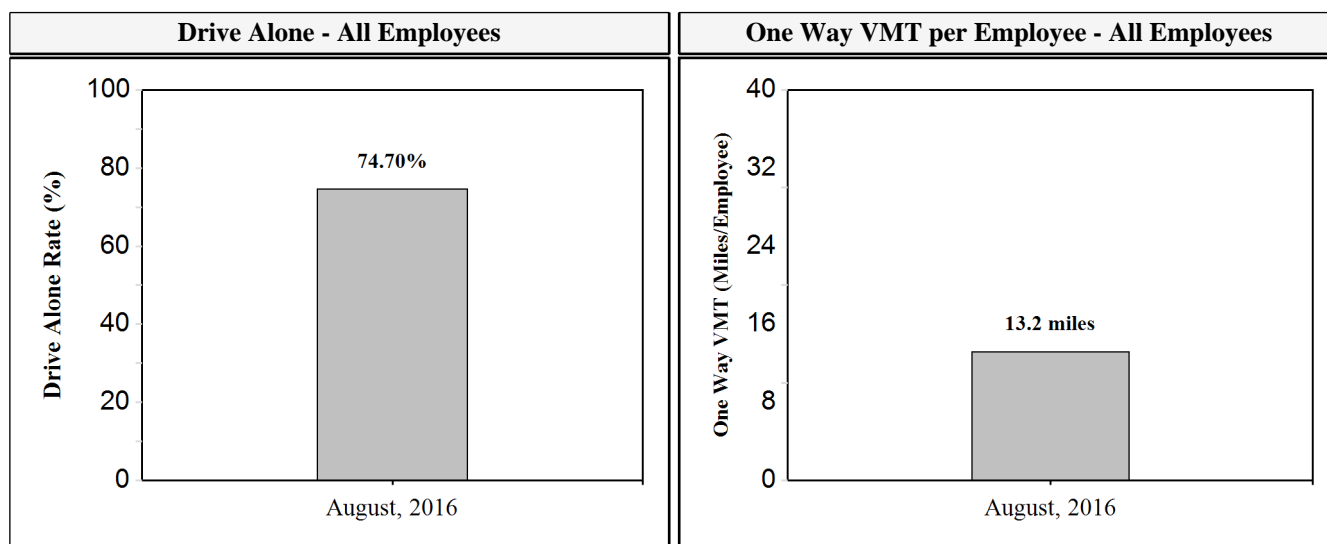 Drive Alone - All Employees
100
80
60
40
20
0
Drive Alone Rate (%)
74.70%
August, 2016
One Way VMT per Employee - All Employees
40
32
24
16
8
0
One Way VMT (Miles/Employee)
13.2 miles
August, 2016